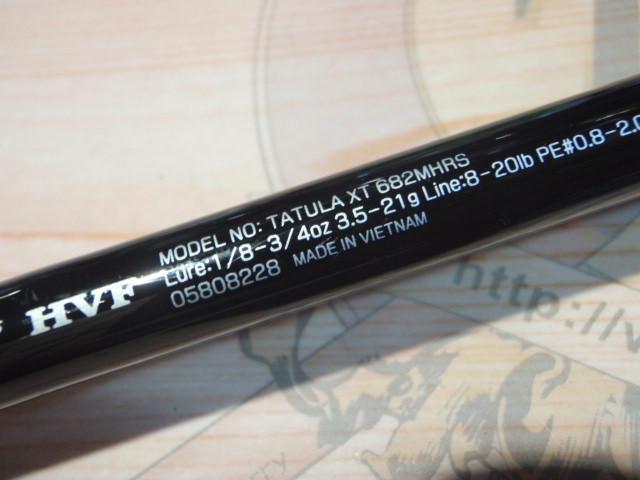 HVF
MODEL NO: TATULA XT 682MHRS
Lure:1/8-3/4oz 3.5-21g Line:8-20lb PE#0.8-2.0
05808228 MADE IN VIETNAM
http://